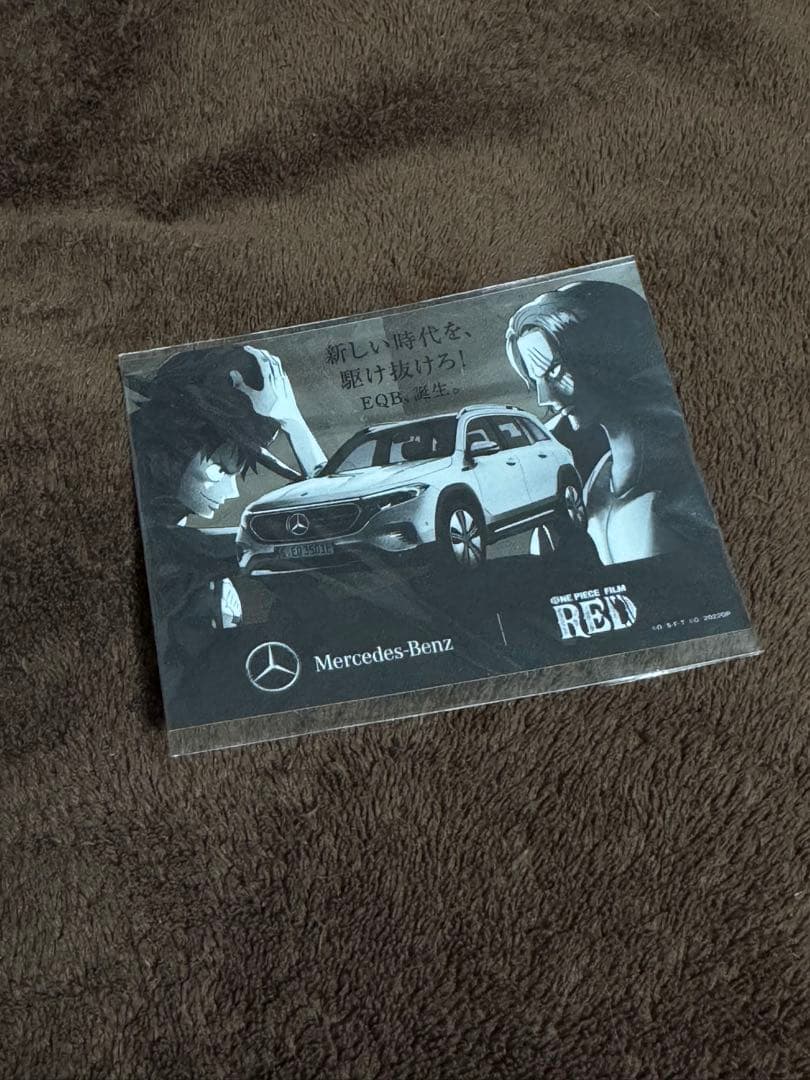 新しい時代を、
駆け抜けろ!
EQB、誕生。
Mercedes-Benz
ONE PIECE FILM
RED